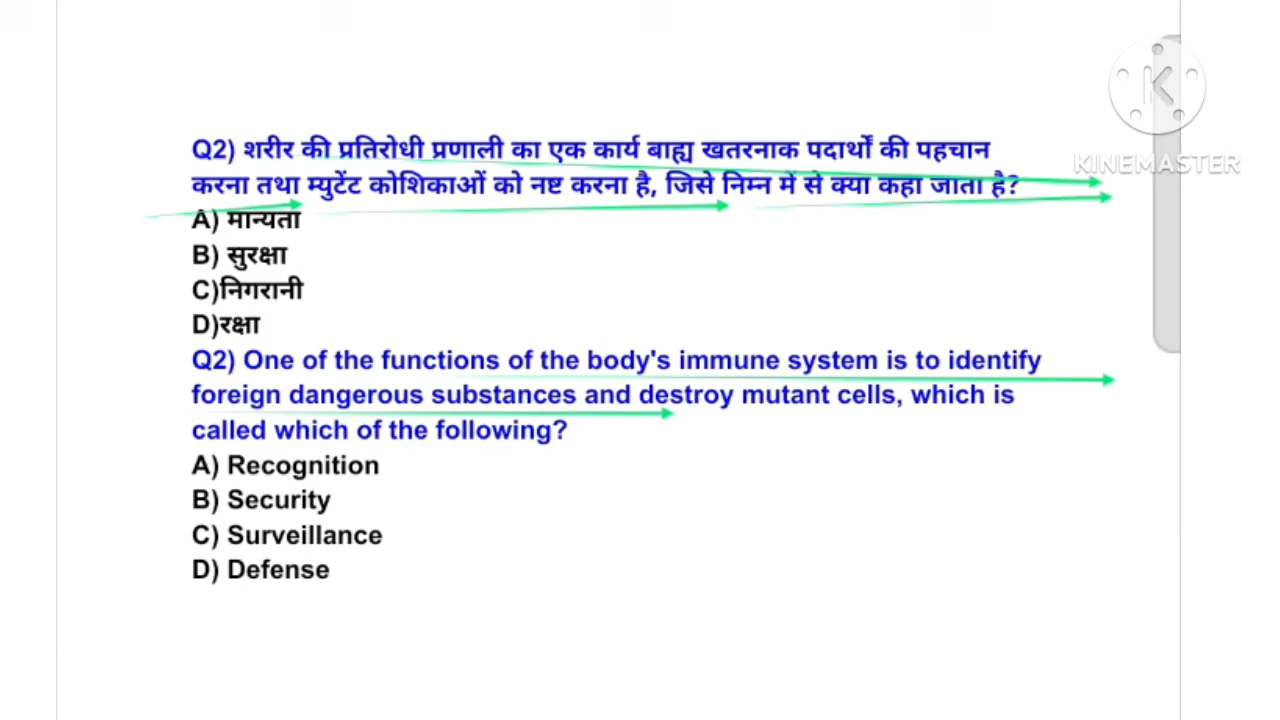 Q2) शरीर की प्रतिरोधी प्रणाली का एक कार्य बाह्य खतरनाक पदार्थों की पहचान
करना तथा म्युटेंट कोशिकाओं को नष्ट करना है, जिसे निम्न में से क्या कहा जाता है?
A) मान्यता
B) सुरक्षा
C)निगरानी
D)रक्षा
Q2) One of the functions of the body's immune system is to identify
foreign dangerous substances and destroy mutant cells, which is
called which of the following?
A) Recognition
B) Security
C) Surveillance
D) Defense
K
KINEMASTER